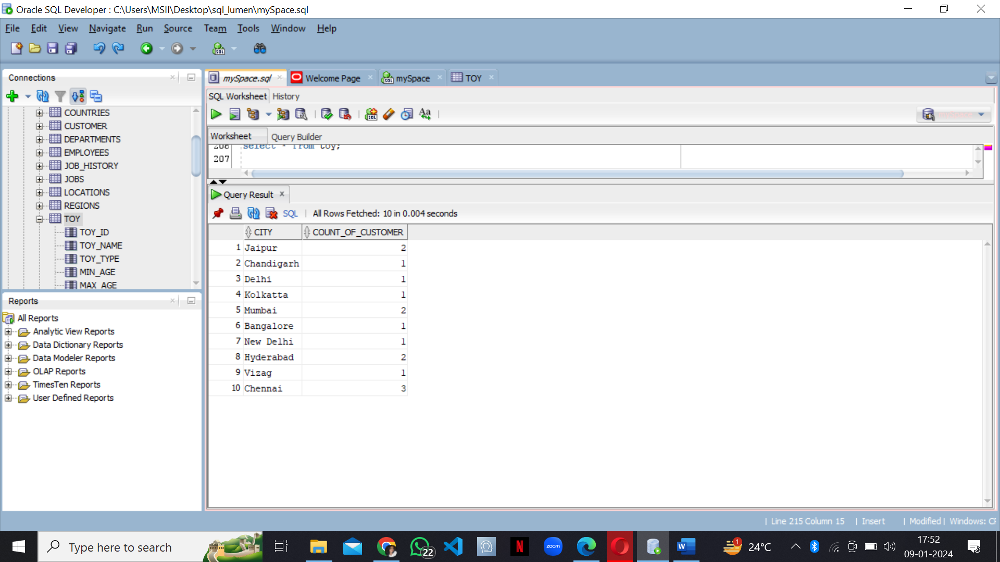 Oracle SQL Developer : C:\Users\MSII\Desktop\sql_lumen\mySpace.sql
File Edit View Navigate Run Source Team Tools Window Help
Connections
COUNTRIES
CUSTOMER
DEPARTMENTS
EMPLOYEES
JOB_HISTORY
JOBS
LOCATIONS
REGIONS
TOY
TOY_ID
TOY_NAME
TOY_TYPE
MIN_AGE
MAX_AGE
Reports
All Reports
Analytic View Reports
Data Dictionary Reports
Data Modeler Reports
OLAP Reports
TimesTen Reports
User Defined Reports
mySpace.sql Welcome Page mySpace TOY
SQL Worksheet History
Worksheet Query Builder
206 select * from toy;
207
Query Result
SQL All Rows Fetched: 10 in 0.004 seconds
CITY COUNT_OF_CUSTOMER
1 Jaipur 2
2 Chandigarh 1
3 Delhi 1
4 Kolkatta 1
5 Mumbai 2
6 Bangalore 1
7 New Delhi 1
8 Hyderabad 2
9 Vizag 1
10 Chennai 3
Line 215 Column 15 Insert Modified Windows:
Type here to search
22
zoom
1
24°C
17:52
09-01-2024